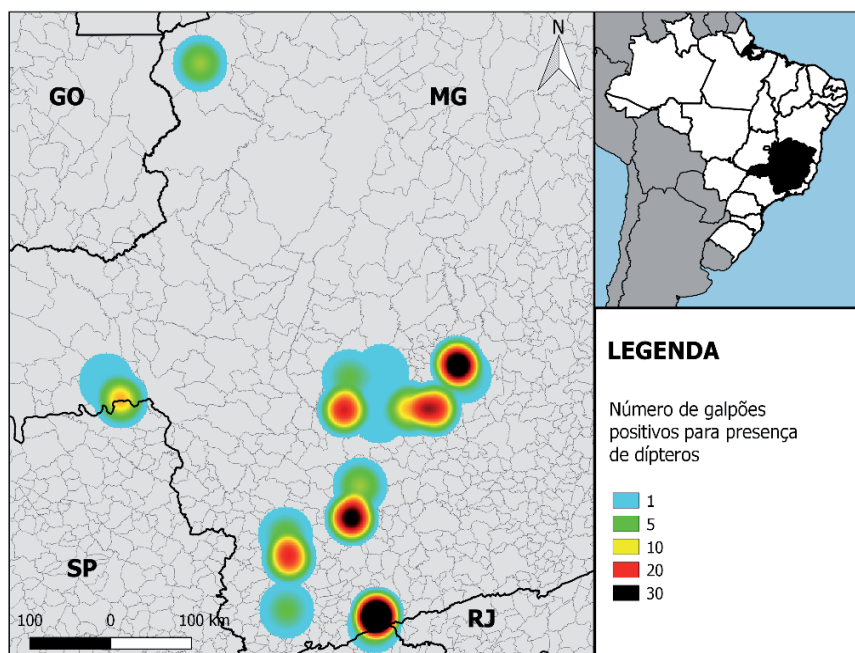 GO
MG
N
SP
RJ
100 0 100 km
LEGENDA
Número de galpões
positivos para presença
de dípteros
1
5
10
20
30